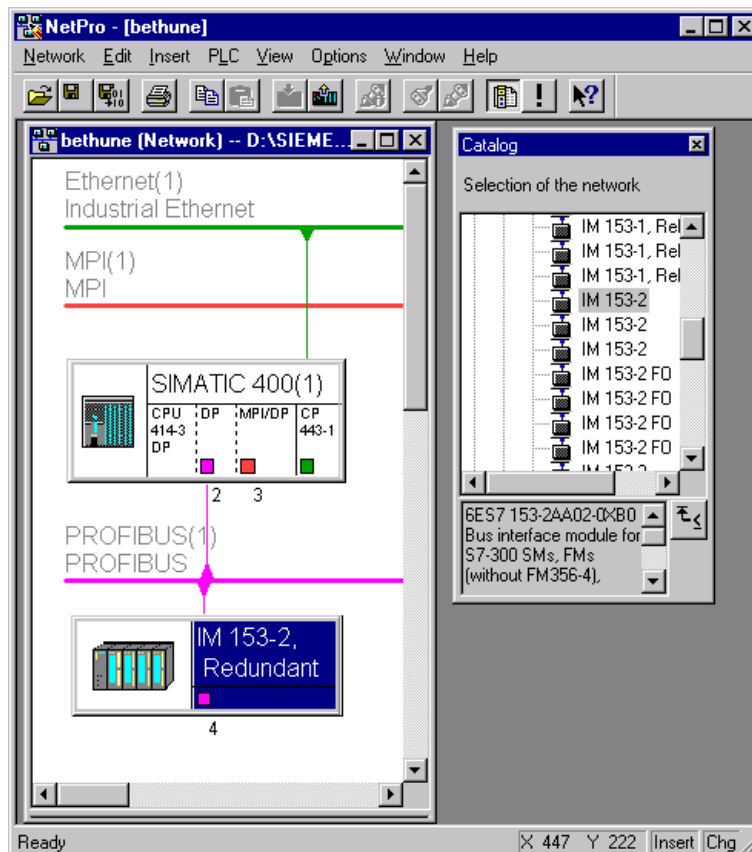 NetPro - [bethune]
Network Edit Insert PLC View Options Window Help
bethune (Network) -- D:\SIEME...
Ethernet(1)
Industrial Ethernet
MPI(1)
MPI
SIMATIC 400(1)
CPU 414-3 DP
DP
MPI/DP
CP 443-1
2 3
PROFIBUS(1)
PROFIBUS
IM 153-2,
Redundant
4
Catalog
Selection of the network
IM 153-1, Rel
IM 153-1, Rel
IM 153-1, Rel
IM 153-2
IM 153-2
IM 153-2
IM 153-2 FO
IM 153-2 FO
IM 153-2 FO
IM 153-2 FO
6ES7 153-2AA02-0XB0
Bus interface module for
S7-300 SMs, FMs
(without FM356-4),
Ready
X 447 Y 222 Insert Chg